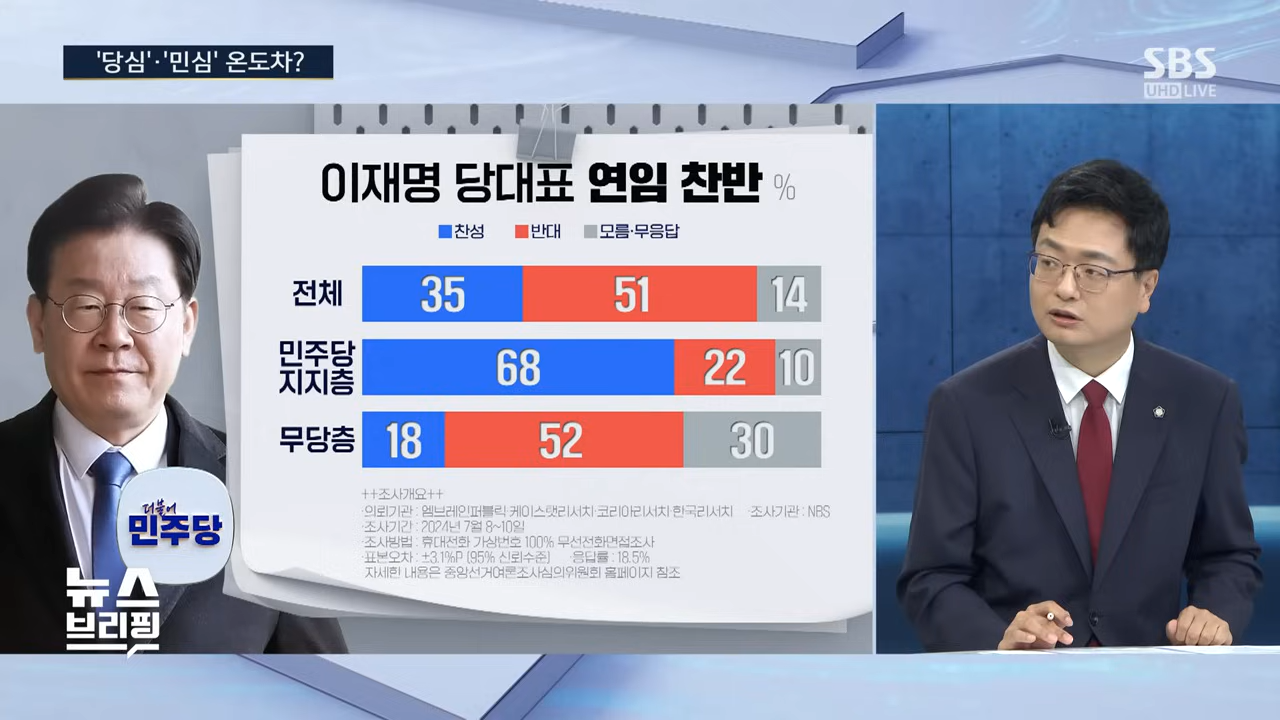 '당심'·'민심' 온도차?
SBS
UHD LIVE
이재명 당대표 연임 찬반 %
찬성 반대 모름·무응답
전체 35 51 14
민주당
지지층 68 22 10
무당층 18 52 30
++조사개요++
·의뢰기관 : 엠브레인퍼블릭·케이스탯리서치·코리아리서치·한국리서치 ·조사기관 : NBS
·조사기간 : 2024년 7월 8~10일
·조사방법 : 휴대전화 가상번호 100% 무선전화면접조사
·표본오차 : ±3.1%P (95% 신뢰수준) 응답률 : 18.5%
자세한 내용은 중앙선거여론조사심의위원회 홈페이지 참조
더불어
민주당
뉴스
브리핑